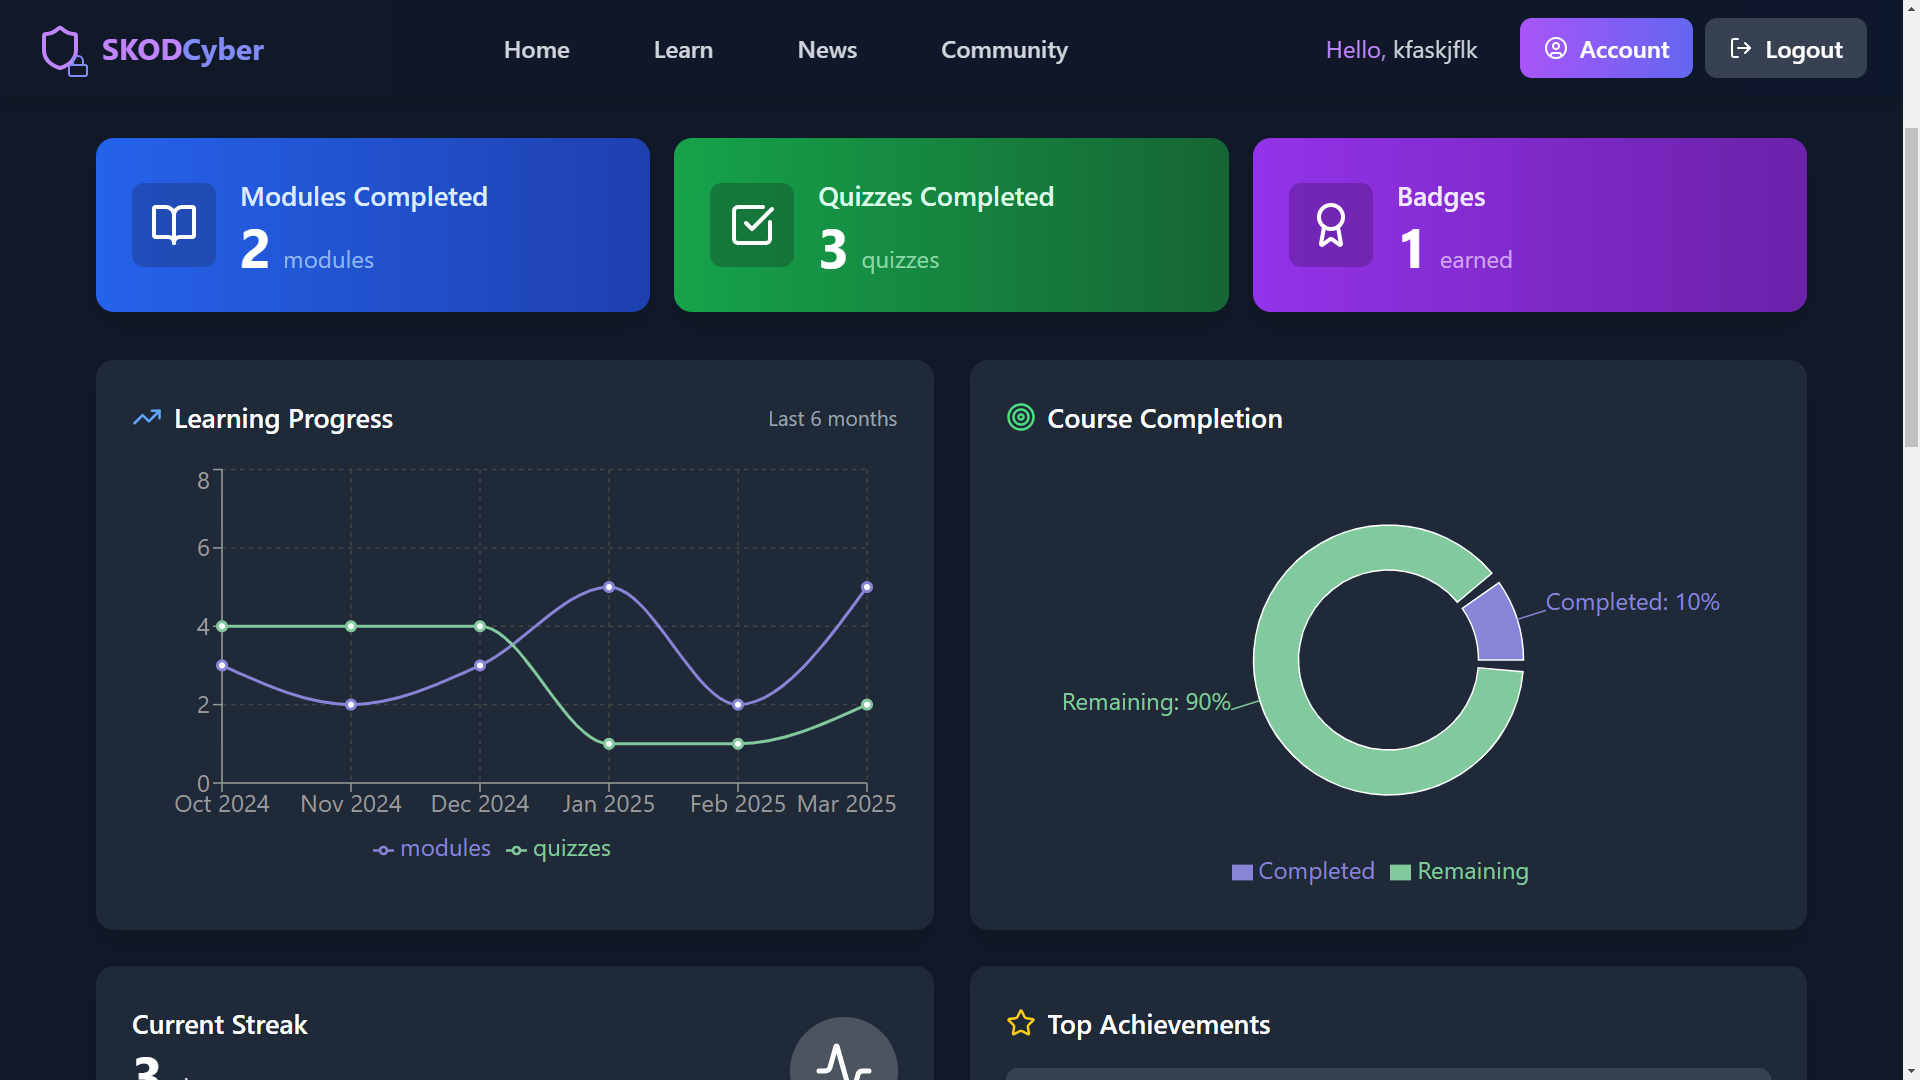 SKODCyber
Home
Learn
News
Community
Hello, kfaskjflk
Account
Logout
Modules Completed
2 modules
Quizzes Completed
3 quizzes
Badges
1 earned
Learning Progress
Last 6 months
8
6
4
2
0
Oct 2024 Nov 2024 Dec 2024 Jan 2025 Feb 2025 Mar 2025
modules quizzes
Course Completion
Completed: 10%
Remaining: 90%
Completed Remaining
Current Streak
3
Top Achievements